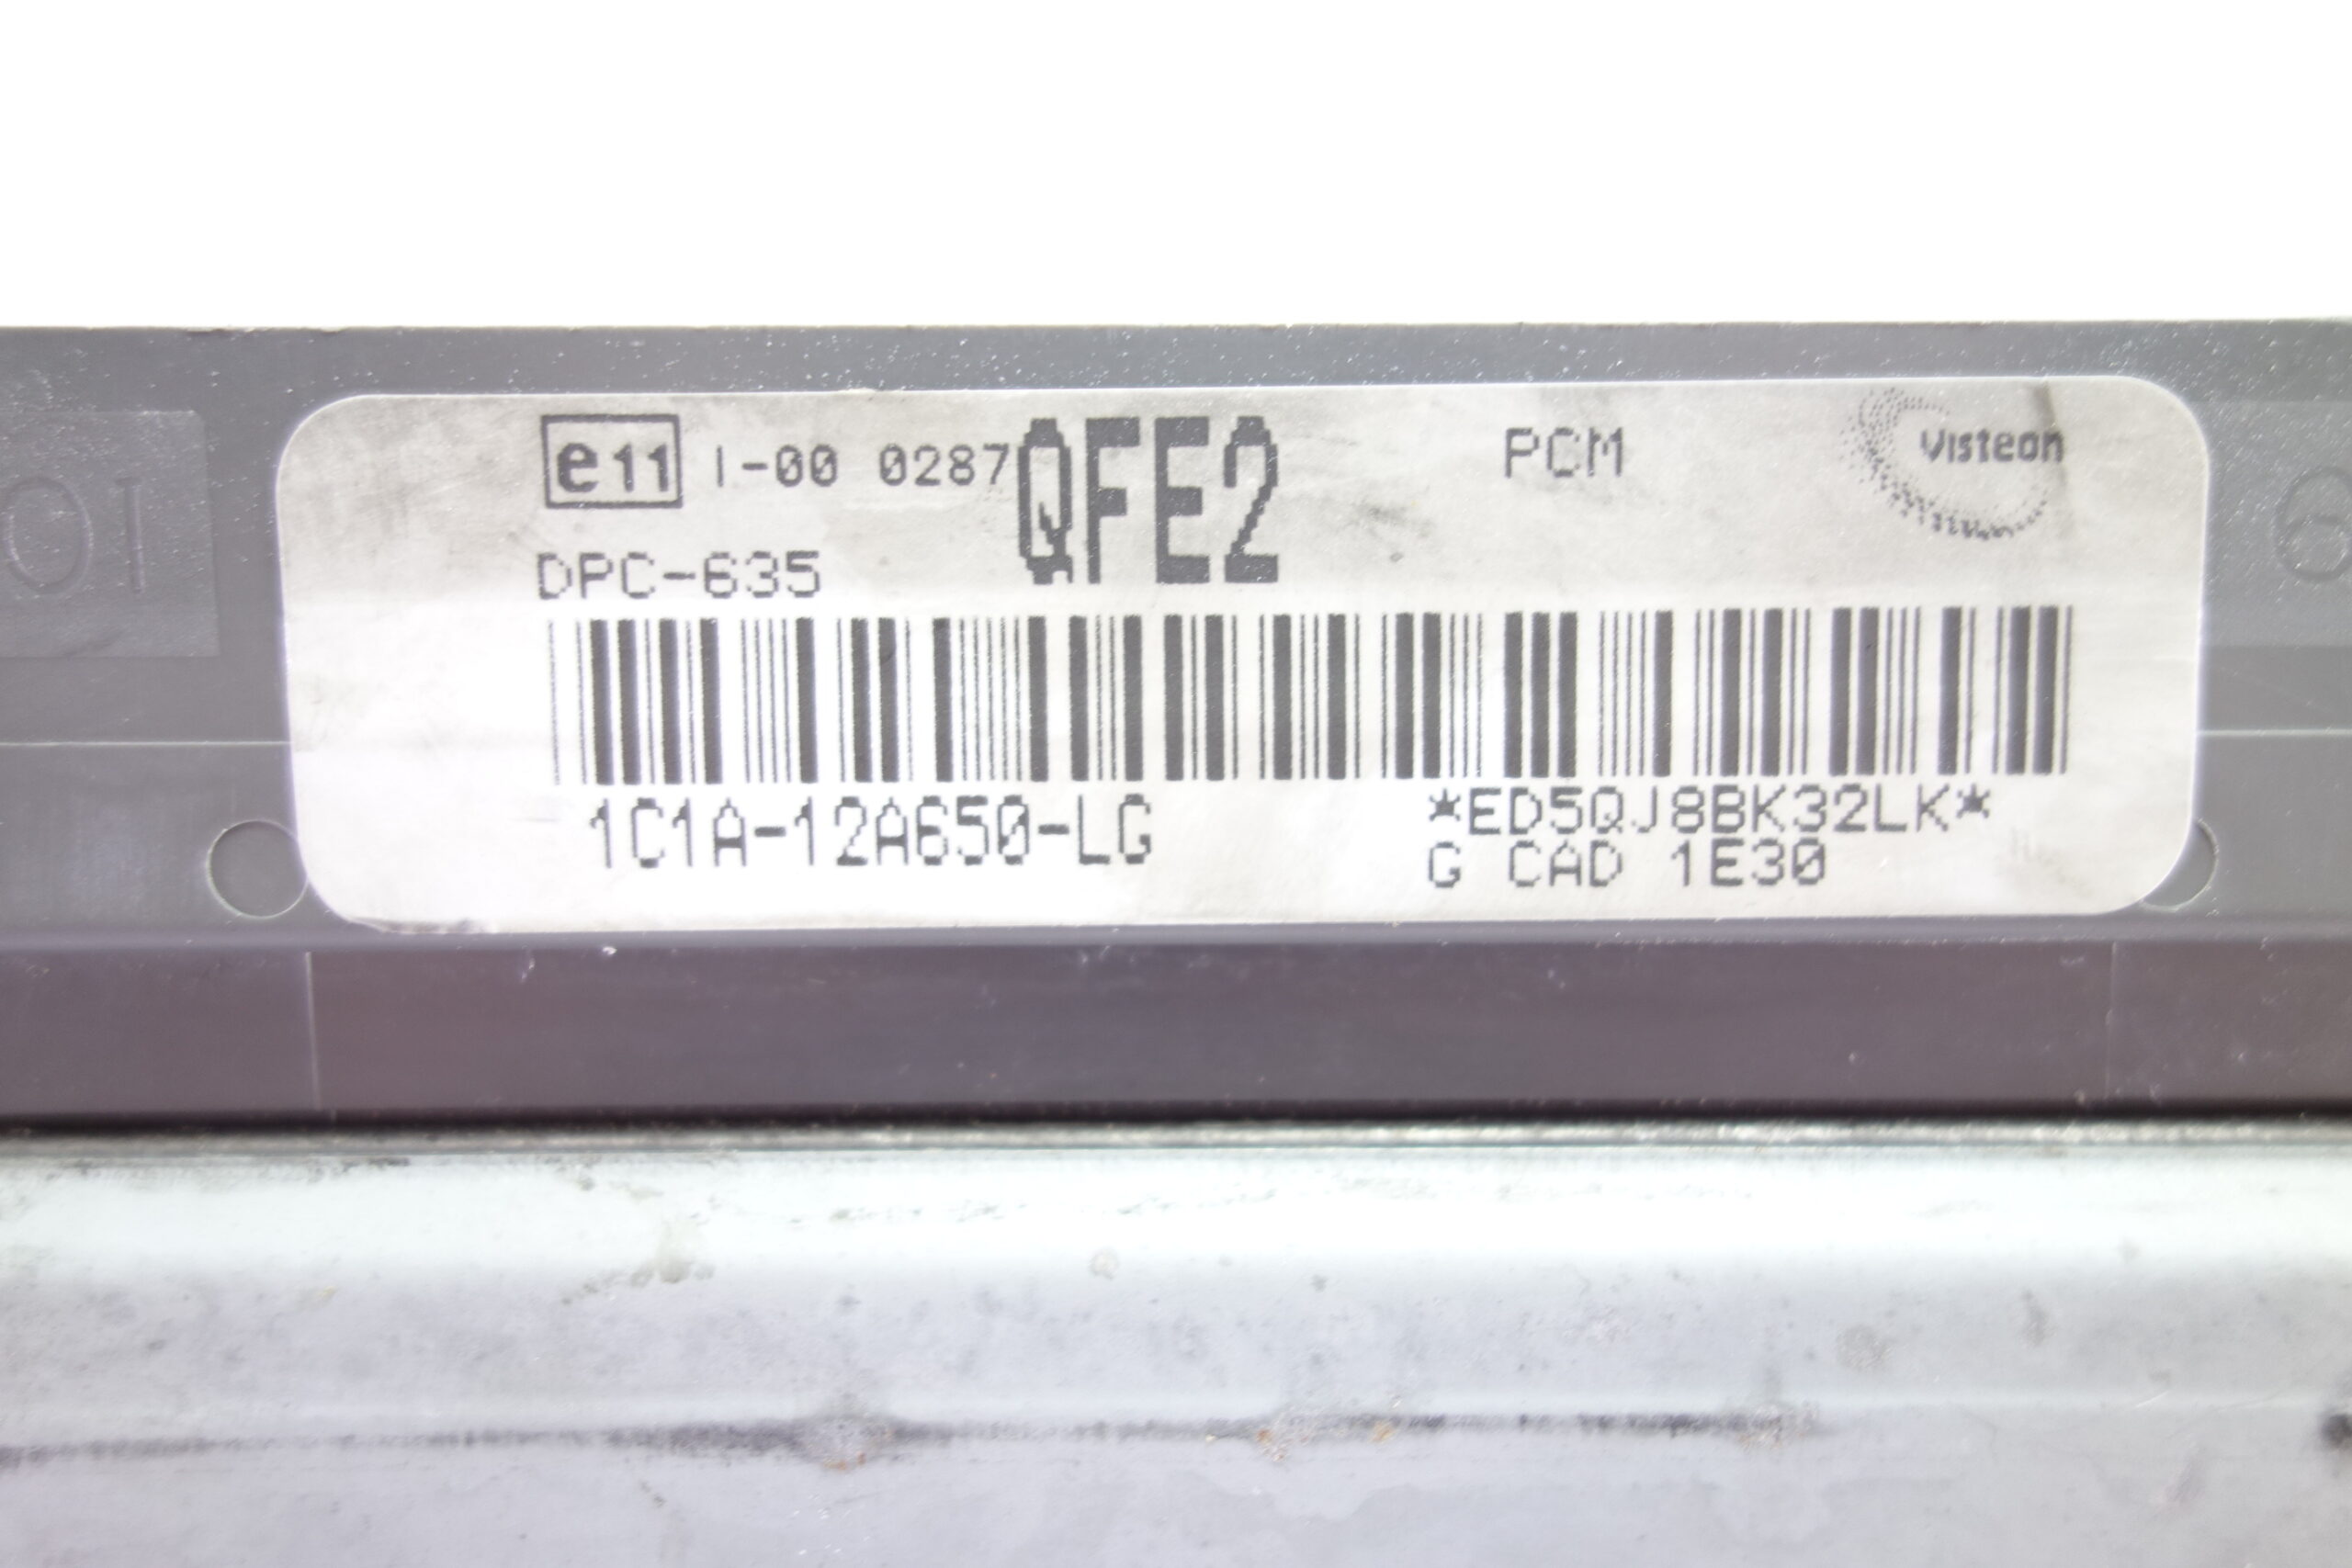 e11 I-00 0287 QFE2 PCM Visteon
DPC-635
1C1A-12A650-LG *ED5QJ8BK32LK*
G CAD 1E30